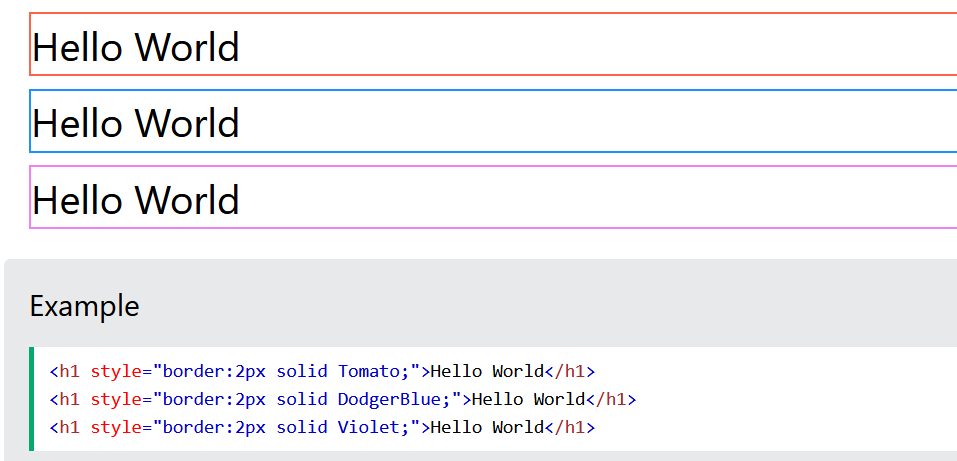 Hello World
Hello World
Hello World
Example
<h1 style="border:2px solid Tomato;">Hello World</h1>
<h1 style="border:2px solid DodgerBlue;">Hello World</h1>
<h1 style="border:2px solid Violet;">Hello World</h1>